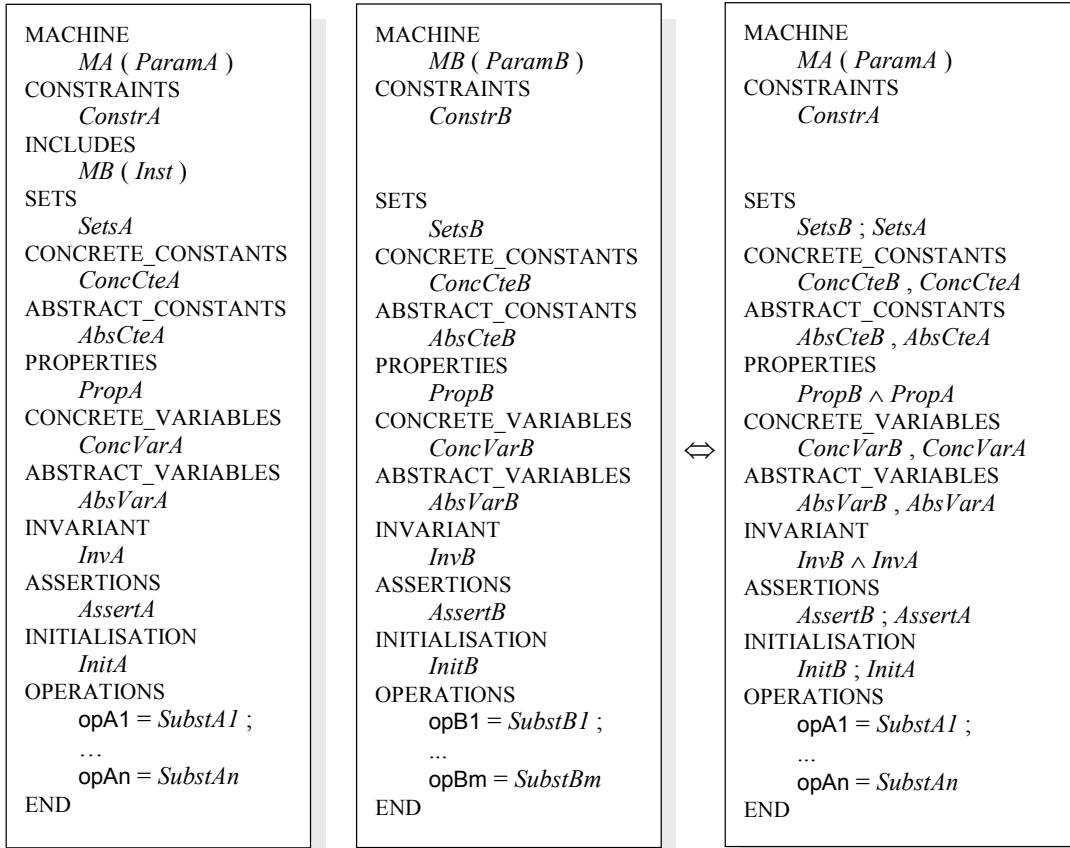 MACHINE
MA ( ParamA )
CONSTRAINTS
ConstrA
INCLUDES
MB ( Inst )
SETS
SetsA
CONCRETE_CONSTANTS
ConcCteA
ABSTRACT_CONSTANTS
AbsCteA
PROPERTIES
PropA
CONCRETE_VARIABLES
ConcVarA
ABSTRACT_VARIABLES
AbsVarA
INVARIANT
InvA
ASSERTIONS
AssertA
INITIALISATION
InitA
OPERATIONS
opA1 = SubstA1 ;
…
opAn = SubstAn
END
MACHINE
MB ( ParamB )
CONSTRAINTS
ConstrB
SETS
SetsB
CONCRETE_CONSTANTS
ConcCteB
ABSTRACT_CONSTANTS
AbsCteB
PROPERTIES
PropB
CONCRETE_VARIABLES
ConcVarB
ABSTRACT_VARIABLES
AbsVarB
INVARIANT
InvB
ASSERTIONS
AssertB
INITIALISATION
InitB
OPERATIONS
opB1 = SubstB1 ;
...
opBm = SubstBm
END
⇔
MACHINE
MA ( ParamA )
CONSTRAINTS
ConstrA
SETS
SetsB ; SetsA
CONCRETE_CONSTANTS
ConcCteB , ConcCteA
ABSTRACT_CONSTANTS
AbsCteB , AbsCteA
PROPERTIES
PropB ∧ PropA
CONCRETE_VARIABLES
ConcVarB , ConcVarA
ABSTRACT_VARIABLES
AbsVarB , AbsVarA
INVARIANT
InvB ∧ InvA
ASSERTIONS
AssertB ; AssertA
INITIALISATION
InitB ; InitA
OPERATIONS
opA1 = SubstA1 ;
...
opAn = SubstAn
END